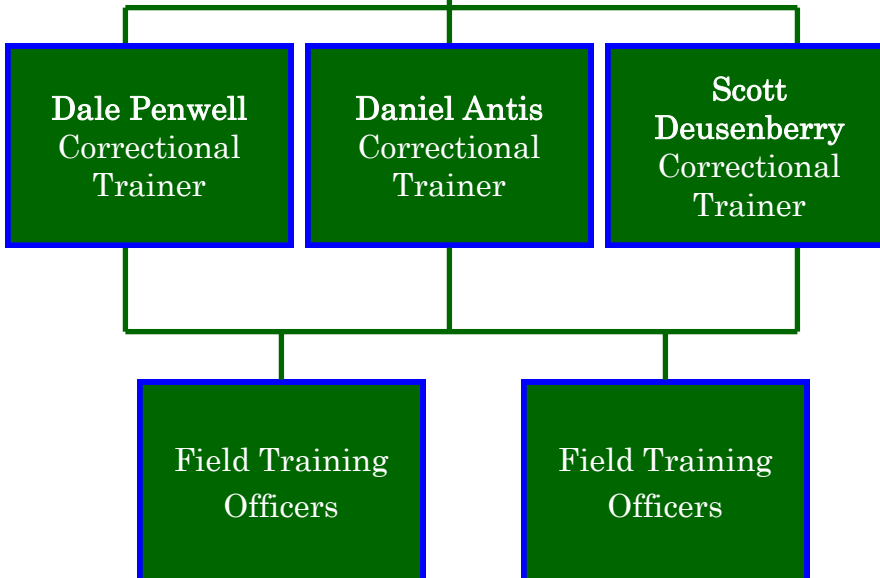 Dale Penwell
Correctional
Trainer
Daniel Antis
Correctional
Trainer
Scott
Deusenberry
Correctional
Trainer
Field Training
Officers
Field Training
Officers